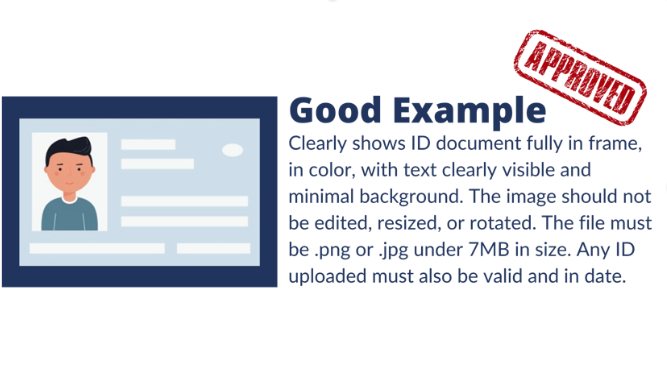 APPROVED
Good Example
Clearly shows ID document fully in frame,
in color, with text clearly visible and
minimal background. The image should not
be edited, resized, or rotated. The file must
be .png or .jpg under 7MB in size. Any ID
uploaded must also be valid and in date.